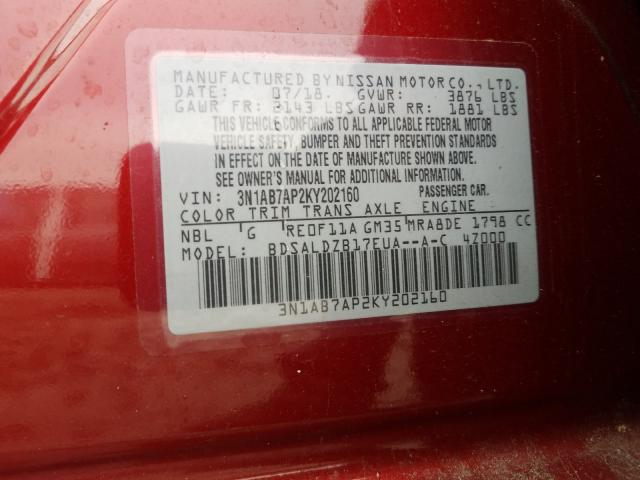 MANUFACTURED BY NISSAN MOTOR CO., LTD.
DATE: 07/18. GVWR: 3876 LBS
GAWR FR: 2143 LBS GAWR RR: 1881 LBS
THIS VEHICLE CONFORMS TO ALL APPLICABLE FEDERAL MOTOR
VEHICLE SAFETY, BUMPER AND THEFT PREVENTION STANDARDS
IN EFFECT ON THE DATE OF MANUFACTURE SHOWN ABOVE.
SEE OWNER'S MANUAL FOR ADDITIONAL INFORMATION.
VIN: 3N1AB7AP2KY202160 PASSENGER CAR.
COLOR TRIM TRANS AXLE ENGINE
NBL G RE0F11A GM35 MRA8DE 1798 CC
MODEL: BDSALDZB17EUA--A-C 4Z000
3N1AB7AP2KY202160